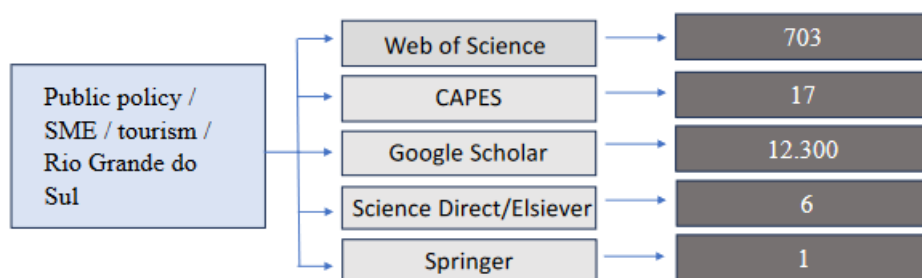 Public policy /
SME / tourism /
Rio Grande do
Sul
Web of Science
703
CAPES
17
Google Scholar
12.300
Science Direct/Elsiever
6
Springer
1